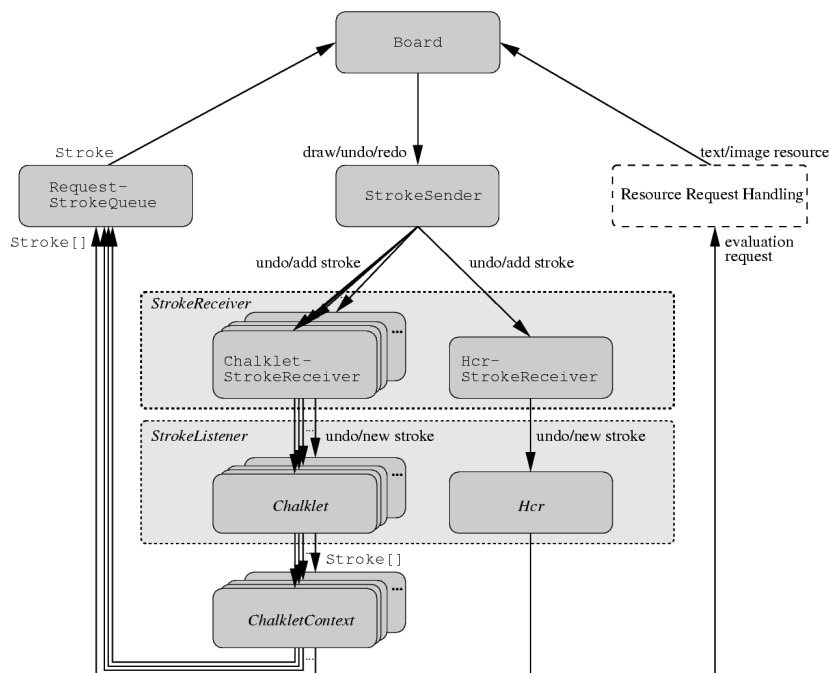 Board
Stroke
draw/undo/redo
text/image resource
Request-
StrokeQueue
StrokeSender
Resource Request Handling
Stroke[]
evaluation
request
undo/add stroke
undo/add stroke
StrokeReceiver
...
Chalklet-
StrokeReceiver
Hcr-
StrokeReceiver
...
StrokeListener
undo/new stroke
undo/new stroke
...
Chalklet
Hcr
...
Stroke[]
...
ChalkletContext
...